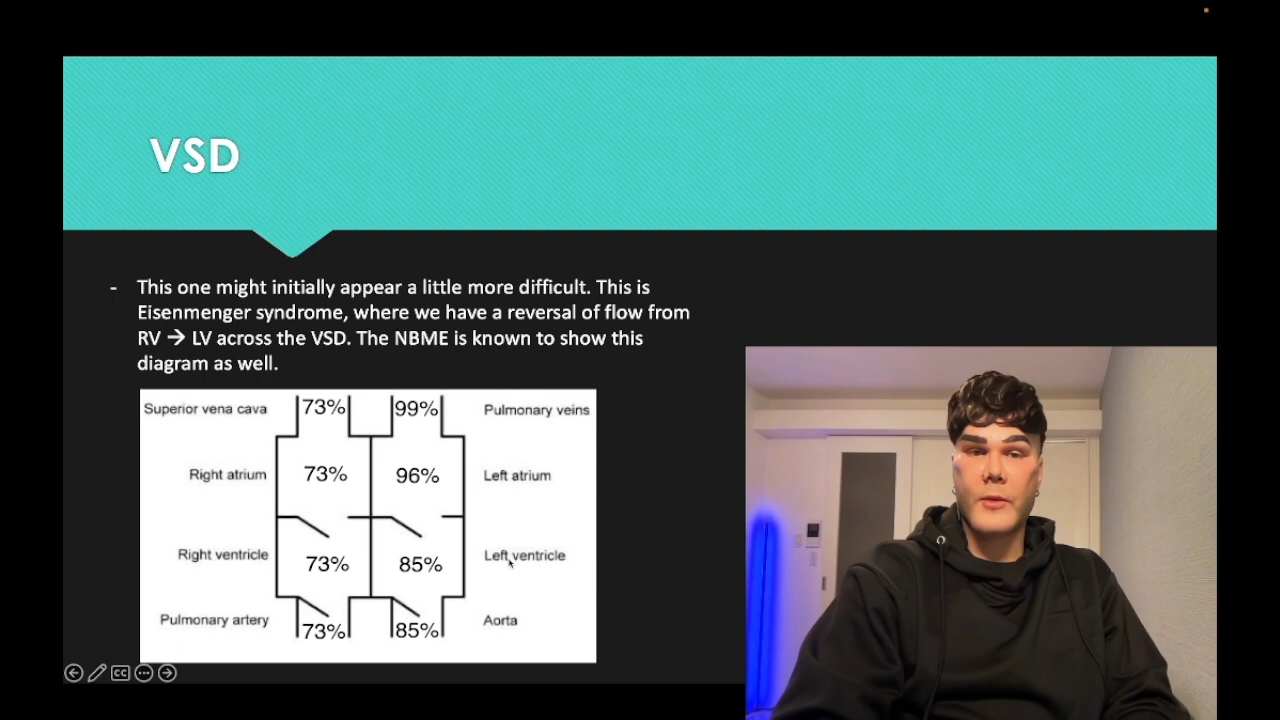 VSD
- This one might initially appear a little more difficult. This is
Eisenmenger syndrome, where we have a reversal of flow from
RV → LV across the VSD. The NBME is known to show this
diagram as well.
Superior vena cava 73% 99% Pulmonary veins
Right atrium 73% 96% Left atrium
Right ventricle 73% 85% Left ventricle
Pulmonary artery 73% 85% Aorta
CC